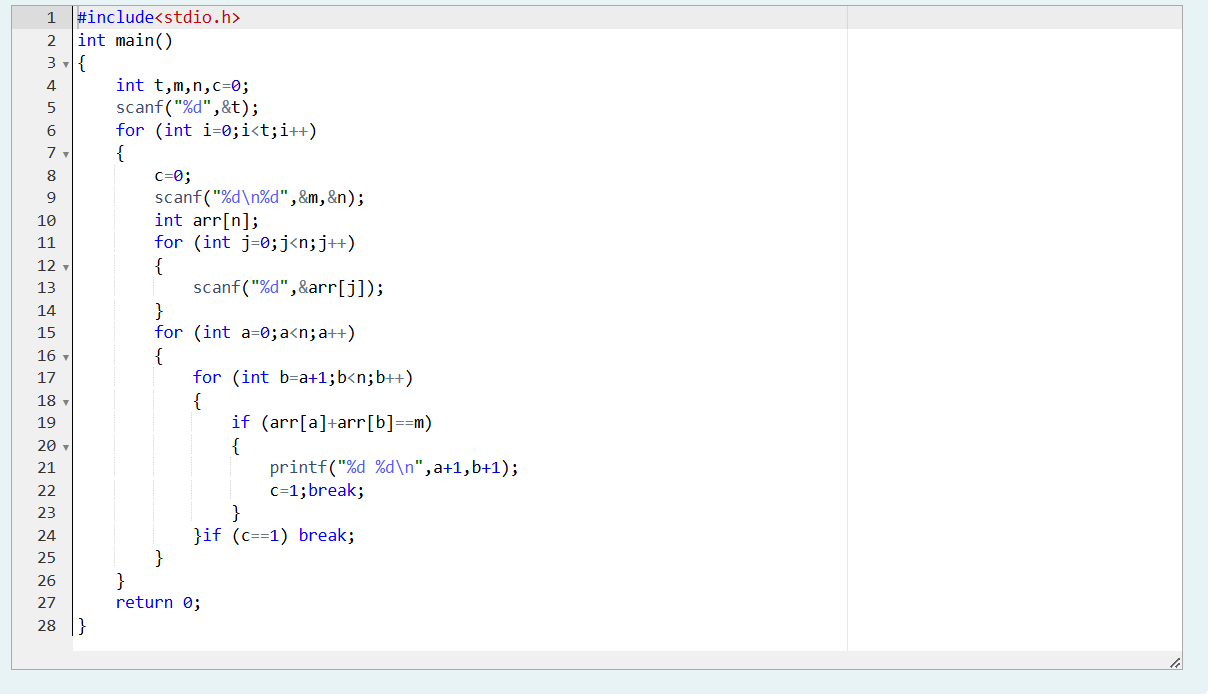 1 #include<stdio.h>
2 int main()
3 {
4     int t,m,n,c=0;
5     scanf("%d",&t);
6     for (int i=0;i<t;i++)
7     {
8         c=0;
9         scanf("%d\n%d",&m,&n);
10         int arr[n];
11         for (int j=0;j<n;j++)
12         {
13             scanf("%d",&arr[j]);
14         }
15         for (int a=0;a<n;a++)
16         {
17             for (int b=a+1;b<n;b++)
18             {
19                 if (arr[a]+arr[b]==m)
20                 {
21                     printf("%d %d\n",a+1,b+1);
22                     c=1;break;
23                 }
24             }if (c==1) break;
25         }
26     }
27     return 0;
28 }